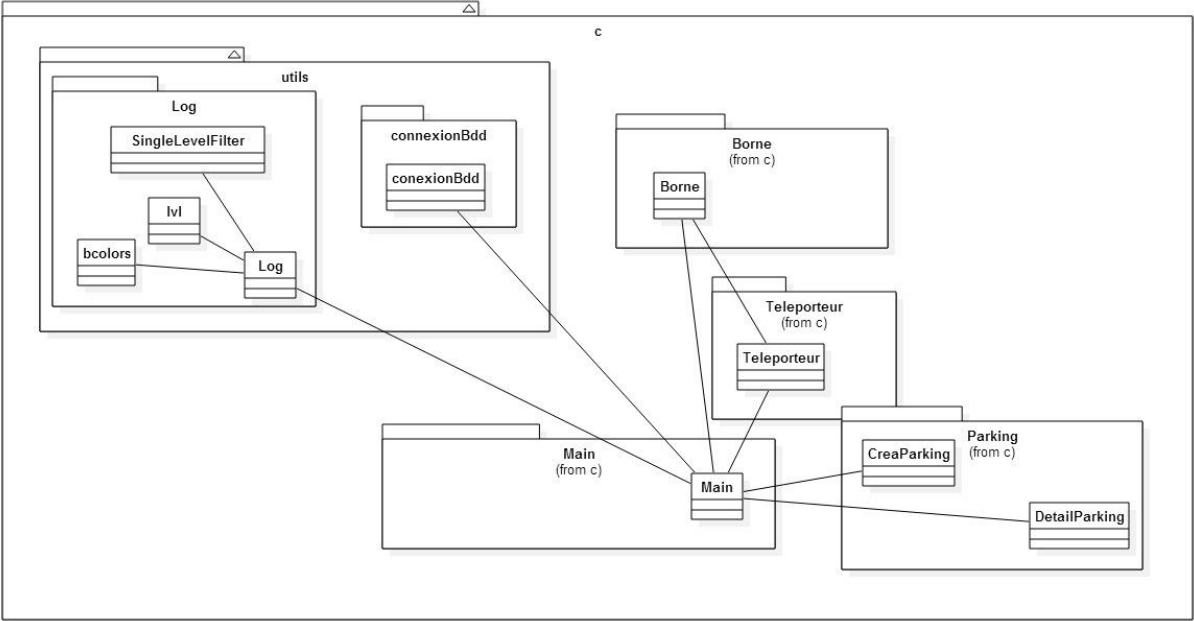 c
utils
Log
SingleLevelFilter
lvl
bcolors
Log
connexionBdd
conexionBdd
Borne
(from c)
Borne
Teleporteur
(from c)
Teleporteur
Main
(from c)
Main
Parking
(from c)
CreaParking
DetailParking